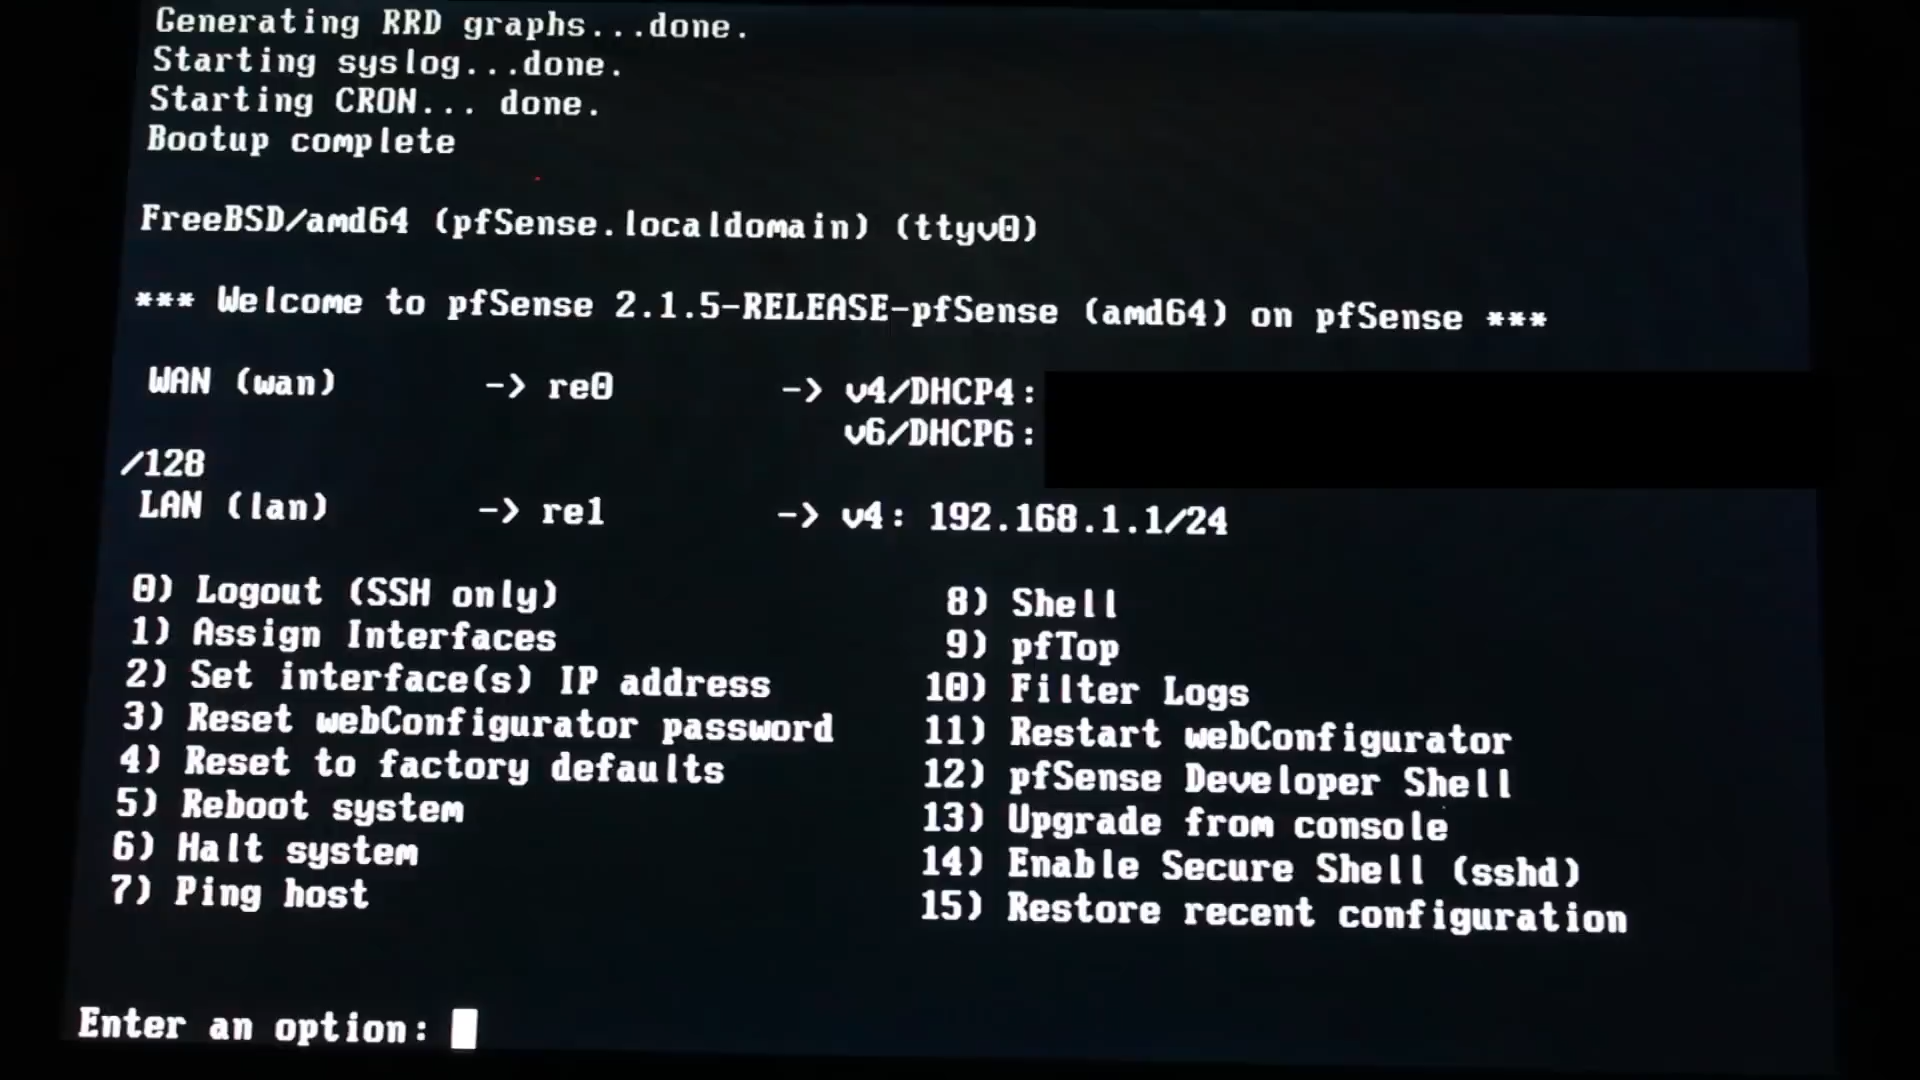 Generating RRD graphs...done.
Starting syslog...done.
Starting CRON... done.
Bootup complete
FreeBSD/amd64 (pfSense.localdomain) (ttyv0)
*** Welcome to pfSense 2.1.5-RELEASE-pfSense (amd64) on pfSense ***
WAN (wan) -> re0 -> v4/DHCP4:
v6/DHCP6:
/128
LAN (lan) -> re1 -> v4: 192.168.1.1/24
0) Logout (SSH only) 8) Shell
1) Assign Interfaces 9) pfTop
2) Set interface(s) IP address 10) Filter Logs
3) Reset webConfigurator password 11) Restart webConfigurator
4) Reset to factory defaults 12) pfSense Developer Shell
5) Reboot system 13) Upgrade from console
6) Halt system 14) Enable Secure Shell (sshd)
7) Ping host 15) Restore recent configuration
Enter an option: